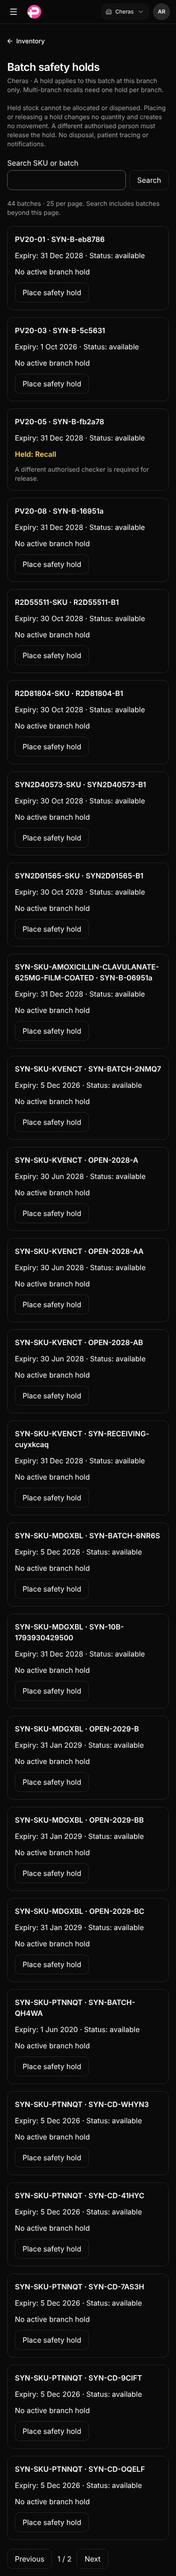 Cheras
AR
← Inventory
Batch safety holds
Cheras · A hold applies to this batch at this branch
only. Multi-branch recalls need one hold per branch.
Held stock cannot be allocated or dispensed. Placing
or releasing a hold changes no quantity and creates
no movement. A different authorised person must
release the hold. No disposal, patient tracing or
notifications.
Search SKU or batch
Search
44 batches · 25 per page. Search includes batches
beyond this page.
PV20-01 · SYN-B-eb8786
Expiry: 31 Dec 2028 · Status: available
No active branch hold
Place safety hold
PV20-03 · SYN-B-5c5631
Expiry: 1 Oct 2026 · Status: available
No active branch hold
Place safety hold
PV20-05 · SYN-B-fb2a78
Expiry: 31 Dec 2028 · Status: available
Held: Recall
A different authorised checker is required for
release.
PV20-08 · SYN-B-16951a
Expiry: 31 Dec 2028 · Status: available
No active branch hold
Place safety hold
R2D55511-SKU · R2D55511-B1
Expiry: 30 Oct 2028 · Status: available
No active branch hold
Place safety hold
R2D81804-SKU · R2D81804-B1
Expiry: 30 Oct 2028 · Status: available
No active branch hold
Place safety hold
SYN2D40573-SKU · SYN2D40573-B1
Expiry: 30 Oct 2028 · Status: available
No active branch hold
Place safety hold
SYN2D91565-SKU · SYN2D91565-B1
Expiry: 30 Oct 2028 · Status: available
No active branch hold
Place safety hold
SYN-SKU-AMOXICILLIN-CLAVULANATE-
625MG-FILM-COATED · SYN-B-06951a
Expiry: 31 Dec 2028 · Status: available
No active branch hold
Place safety hold
SYN-SKU-KVENCT · SYN-BATCH-2NMQ7
Expiry: 5 Dec 2026 · Status: available
No active branch hold
Place safety hold
SYN-SKU-KVENCT · OPEN-2028-A
Expiry: 30 Jun 2028 · Status: available
No active branch hold
Place safety hold
SYN-SKU-KVENCT · OPEN-2028-AA
Expiry: 30 Jun 2028 · Status: available
No active branch hold
Place safety hold
SYN-SKU-KVENCT · OPEN-2028-AB
Expiry: 30 Jun 2028 · Status: available
No active branch hold
Place safety hold
SYN-SKU-KVENCT · SYN-RECEIVING-
cuyxkcaq
Expiry: 31 Dec 2028 · Status: available
No active branch hold
Place safety hold
SYN-SKU-MDGXBL · SYN-BATCH-8NR6S
Expiry: 5 Dec 2026 · Status: available
No active branch hold
Place safety hold
SYN-SKU-MDGXBL · SYN-10B-
1793930429500
Expiry: 31 Dec 2028 · Status: available
No active branch hold
Place safety hold
SYN-SKU-MDGXBL · OPEN-2029-B
Expiry: 31 Jan 2029 · Status: available
No active branch hold
Place safety hold
SYN-SKU-MDGXBL · OPEN-2029-BB
Expiry: 31 Jan 2029 · Status: available
No active branch hold
Place safety hold
SYN-SKU-MDGXBL · OPEN-2029-BC
Expiry: 31 Jan 2029 · Status: available
No active branch hold
Place safety hold
SYN-SKU-PTNNQT · SYN-BATCH-
QH4WA
Expiry: 1 Jun 2020 · Status: available
No active branch hold
Place safety hold
SYN-SKU-PTNNQT · SYN-CD-WHYN3
Expiry: 5 Dec 2026 · Status: available
No active branch hold
Place safety hold
SYN-SKU-PTNNQT · SYN-CD-41HYC
Expiry: 5 Dec 2026 · Status: available
No active branch hold
Place safety hold
SYN-SKU-PTNNQT · SYN-CD-7AS3H
Expiry: 5 Dec 2026 · Status: available
No active branch hold
Place safety hold
SYN-SKU-PTNNQT · SYN-CD-9CIFT
Expiry: 5 Dec 2026 · Status: available
No active branch hold
Place safety hold
SYN-SKU-PTNNQT · SYN-CD-OQELF
Expiry: 5 Dec 2026 · Status: available
No active branch hold
Place safety hold
Previous
1 / 2
Next